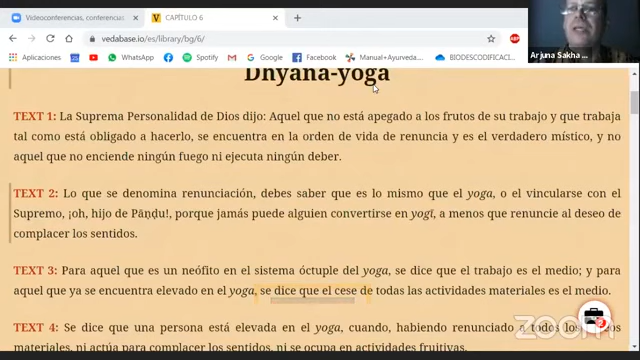 Videoconferencias, conferencias
CAPÍTULO 6
vedabase.io/es/library/bg/6/
Aplicaciones
YouTube
WhatsApp
Spotify
Gmail
Google
Facebook
Manual+Ayurveda
BIODESCODIFICACI
Arjuna Sakha ...
Dhyāna-yoga
TEXT 1: La Suprema Personalidad de Dios dijo: Aquel que no está apegado a los frutos de su trabajo y que trabaja
tal como está obligado a hacerlo, se encuentra en la orden de vida de renuncia y es el verdadero místico, y no
aquel que no enciende ningún fuego ni ejecuta ningún deber.
TEXT 2: Lo que se denomina renunciación, debes saber que es lo mismo que el yoga, o el vincularse con el
Supremo, ¡oh, hijo de Pāṇḍu!, porque jamás puede alguien convertirse en yogī, a menos que renuncie al deseo de
complacer los sentidos.
TEXT 3: Para aquel que es un neófito en el sistema óctuple del yoga, se dice que el trabajo es el medio; y para
aquel que ya se encuentra elevado en el yoga, se dice que el cese de todas las actividades materiales es el medio.
TEXT 4: Se dice que una persona está elevada en el yoga, cuando, habiendo renunciado a todos los
materiales, ni actúa para complacer los sentidos, ni se ocupa en actividades fruitivas.
zoom